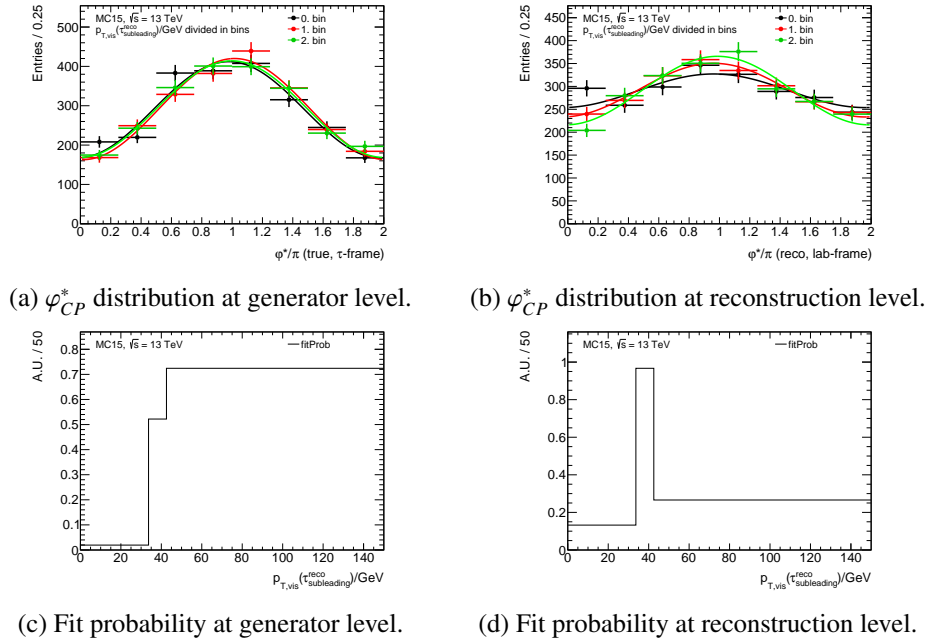 MC15, √s = 13 TeV
p_T,vis(τ^reco_subleading)/GeV divided in bins
0. bin
1. bin
2. bin
Entries / 0.25
500
400
300
200
100
0
0 0.2 0.4 0.6 0.8 1 1.2 1.4 1.6 1.8 2
φ*/π (true, τ-frame)
(a) φ*_CP distribution at generator level.
MC15, √s = 13 TeV
p_T,vis(τ^reco_subleading)/GeV divided in bins
0. bin
1. bin
2. bin
Entries / 0.25
450
400
350
300
250
200
150
100
50
0
0 0.2 0.4 0.6 0.8 1 1.2 1.4 1.6 1.8 2
φ*/π (reco, lab-frame)
(b) φ*_CP distribution at reconstruction level.
MC15, √s = 13 TeV
fitProb
A.U. / 50
0.8
0.7
0.6
0.5
0.4
0.3
0.2
0.1
0
0 20 40 60 80 100 120 140
p_T,vis(τ^reco_subleading)/GeV
(c) Fit probability at generator level.
MC15, √s = 13 TeV
fitProb
A.U. / 50
1
0.8
0.6
0.4
0.2
0
0 20 40 60 80 100 120 140
p_T,vis(τ^reco_subleading)/GeV
(d) Fit probability at reconstruction level.